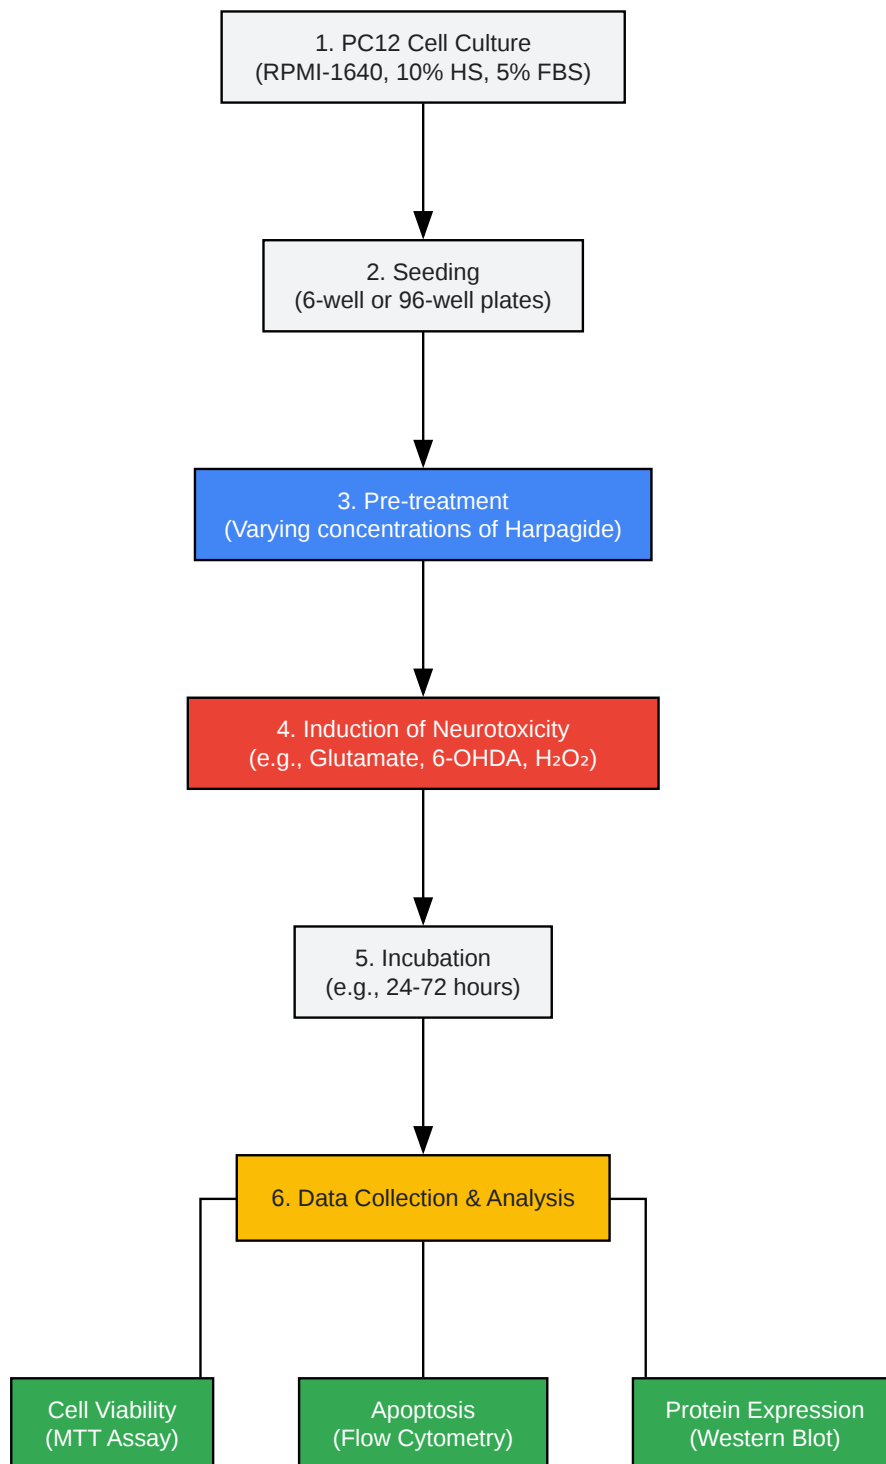 1. PC12 Cell Culture
(RPMI-1640, 10% HS, 5% FBS)
2. Seeding
(6-well or 96-well plates)
3. Pre-treatment
(Varying concentrations of Harpagide)
4. Induction of Neurotoxicity
(e.g., Glutamate, 6-OHDA, H₂O₂)
5. Incubation
(e.g., 24-72 hours)
6. Data Collection & Analysis
Cell Viability
(MTT Assay)
Apoptosis
(Flow Cytometry)
Protein Expression
(Western Blot)